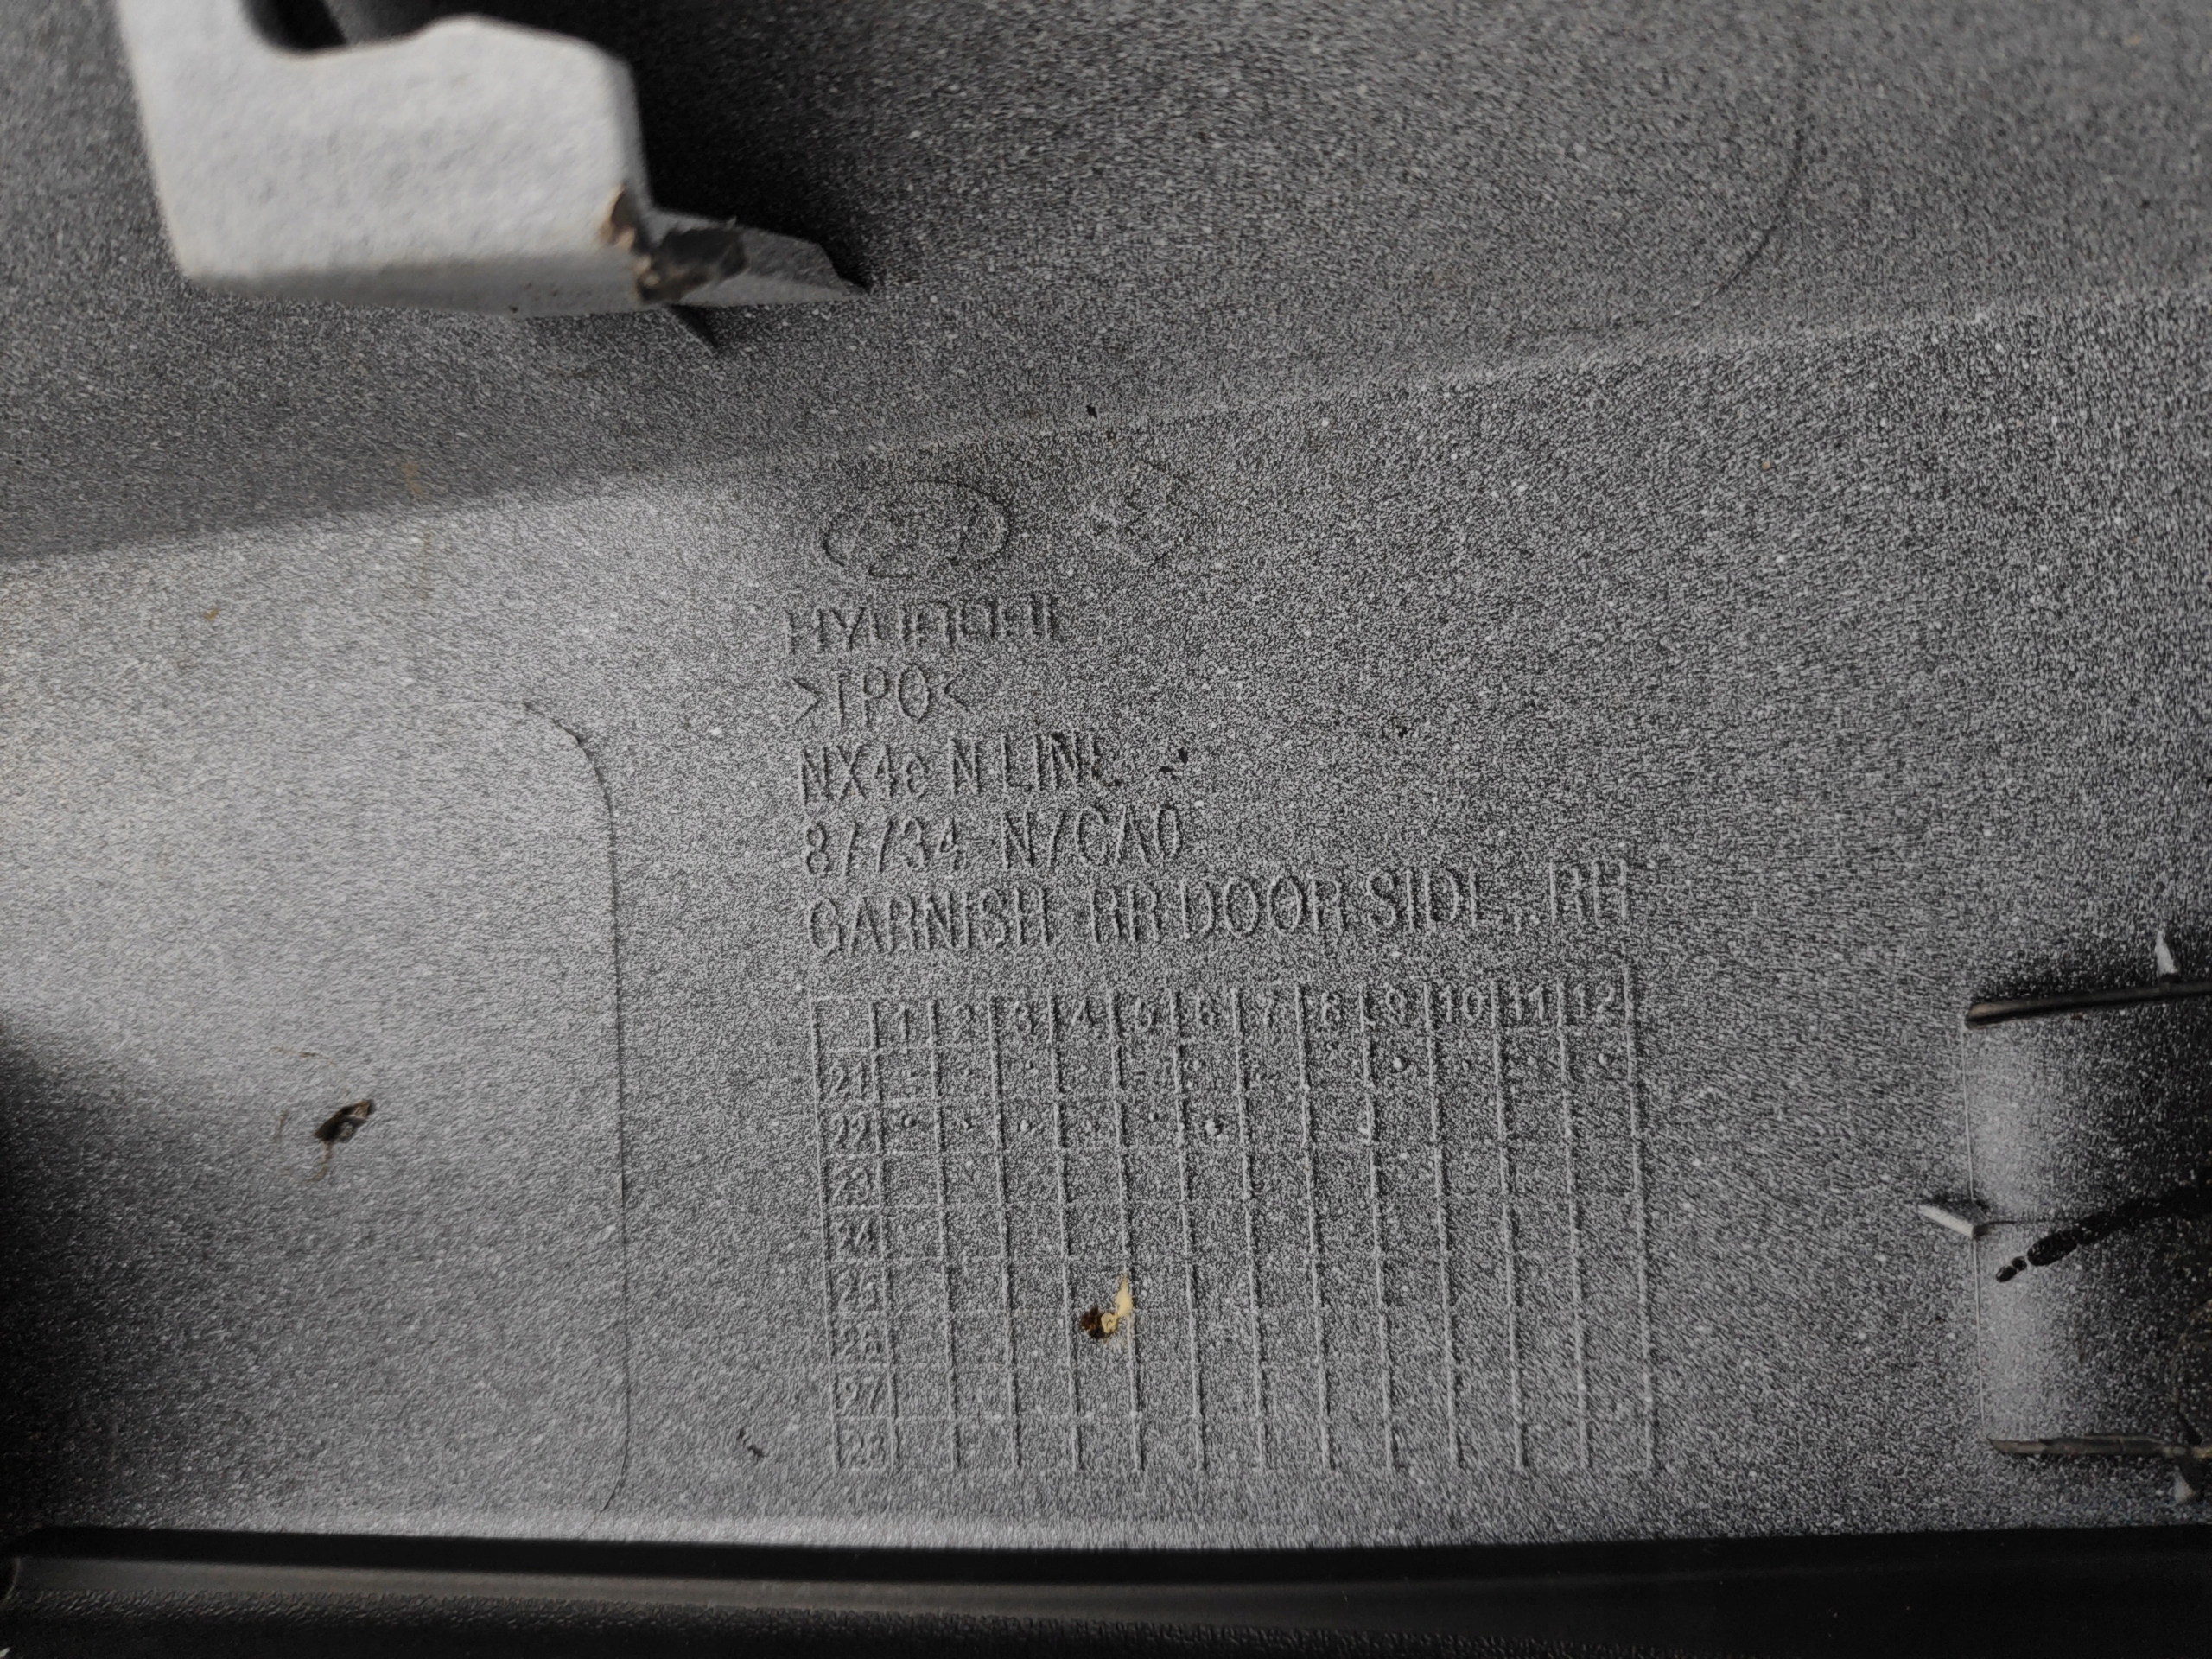 HYUNDAI
>TPO<
NX4e N LINE
87734-N7CA0
GARNISH-RR DOOR SIDE, RH
1 2 3 4 5 6 7 8 9 10 11 12
21
22
23
24
25
26
27
28